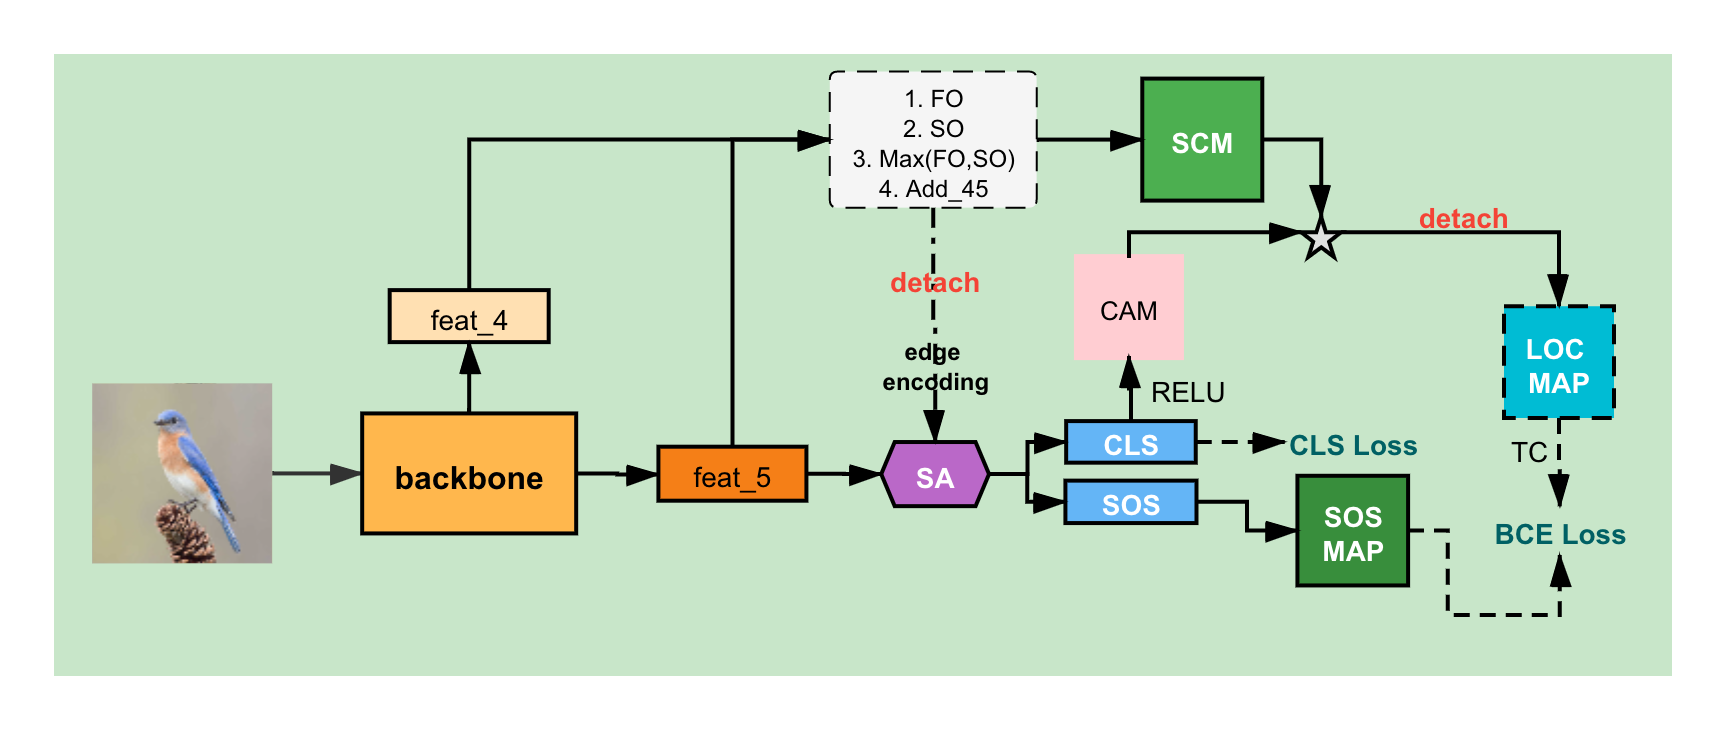 1. FO
2. SO
3. Max(FO,SO)
4. Add_45
SCM
detach
detach
feat_4
CAM
edge
encoding
LOC
MAP
RELU
backbone
feat_5
SA
CLS
CLS Loss
TC
SOS
SOS
MAP
BCE Loss